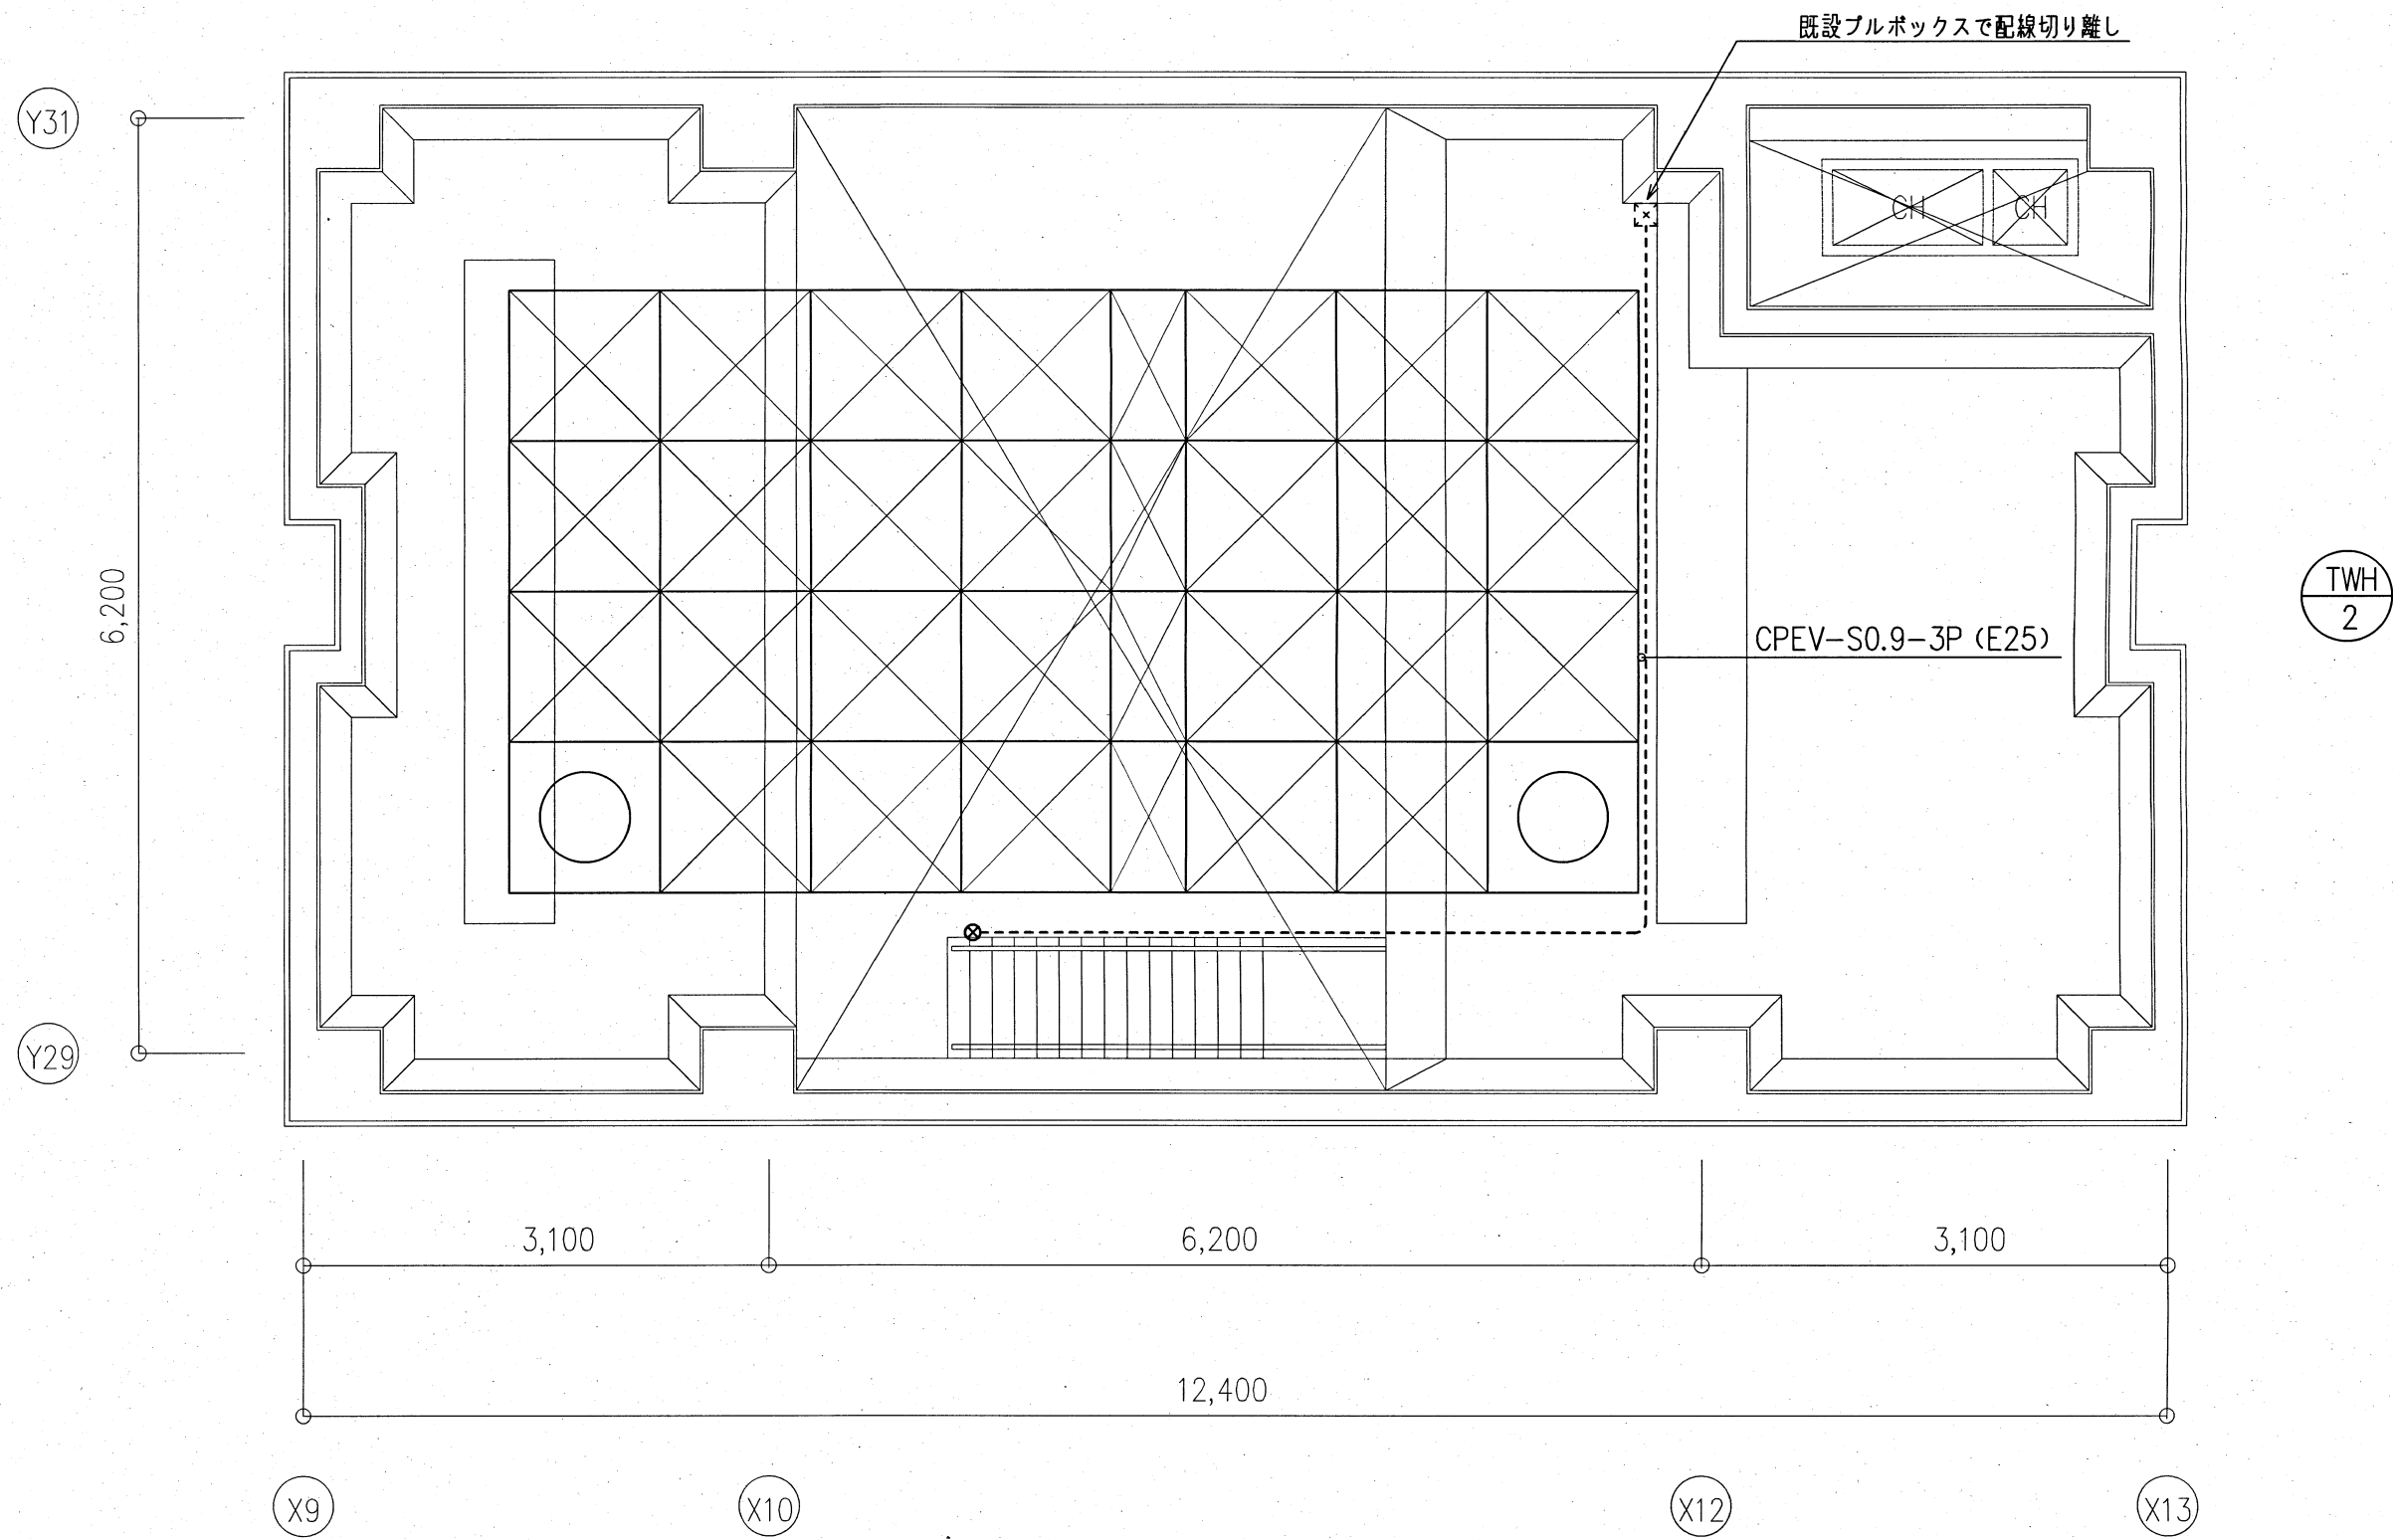 既設プルボックスで配線切り離し
Y31
CH
CH
6,200
TWH
2
CPEV-S0.9-3P (E25)
Y29
3,100
6,200
3,100
12,400
X9
X10
X12
X13